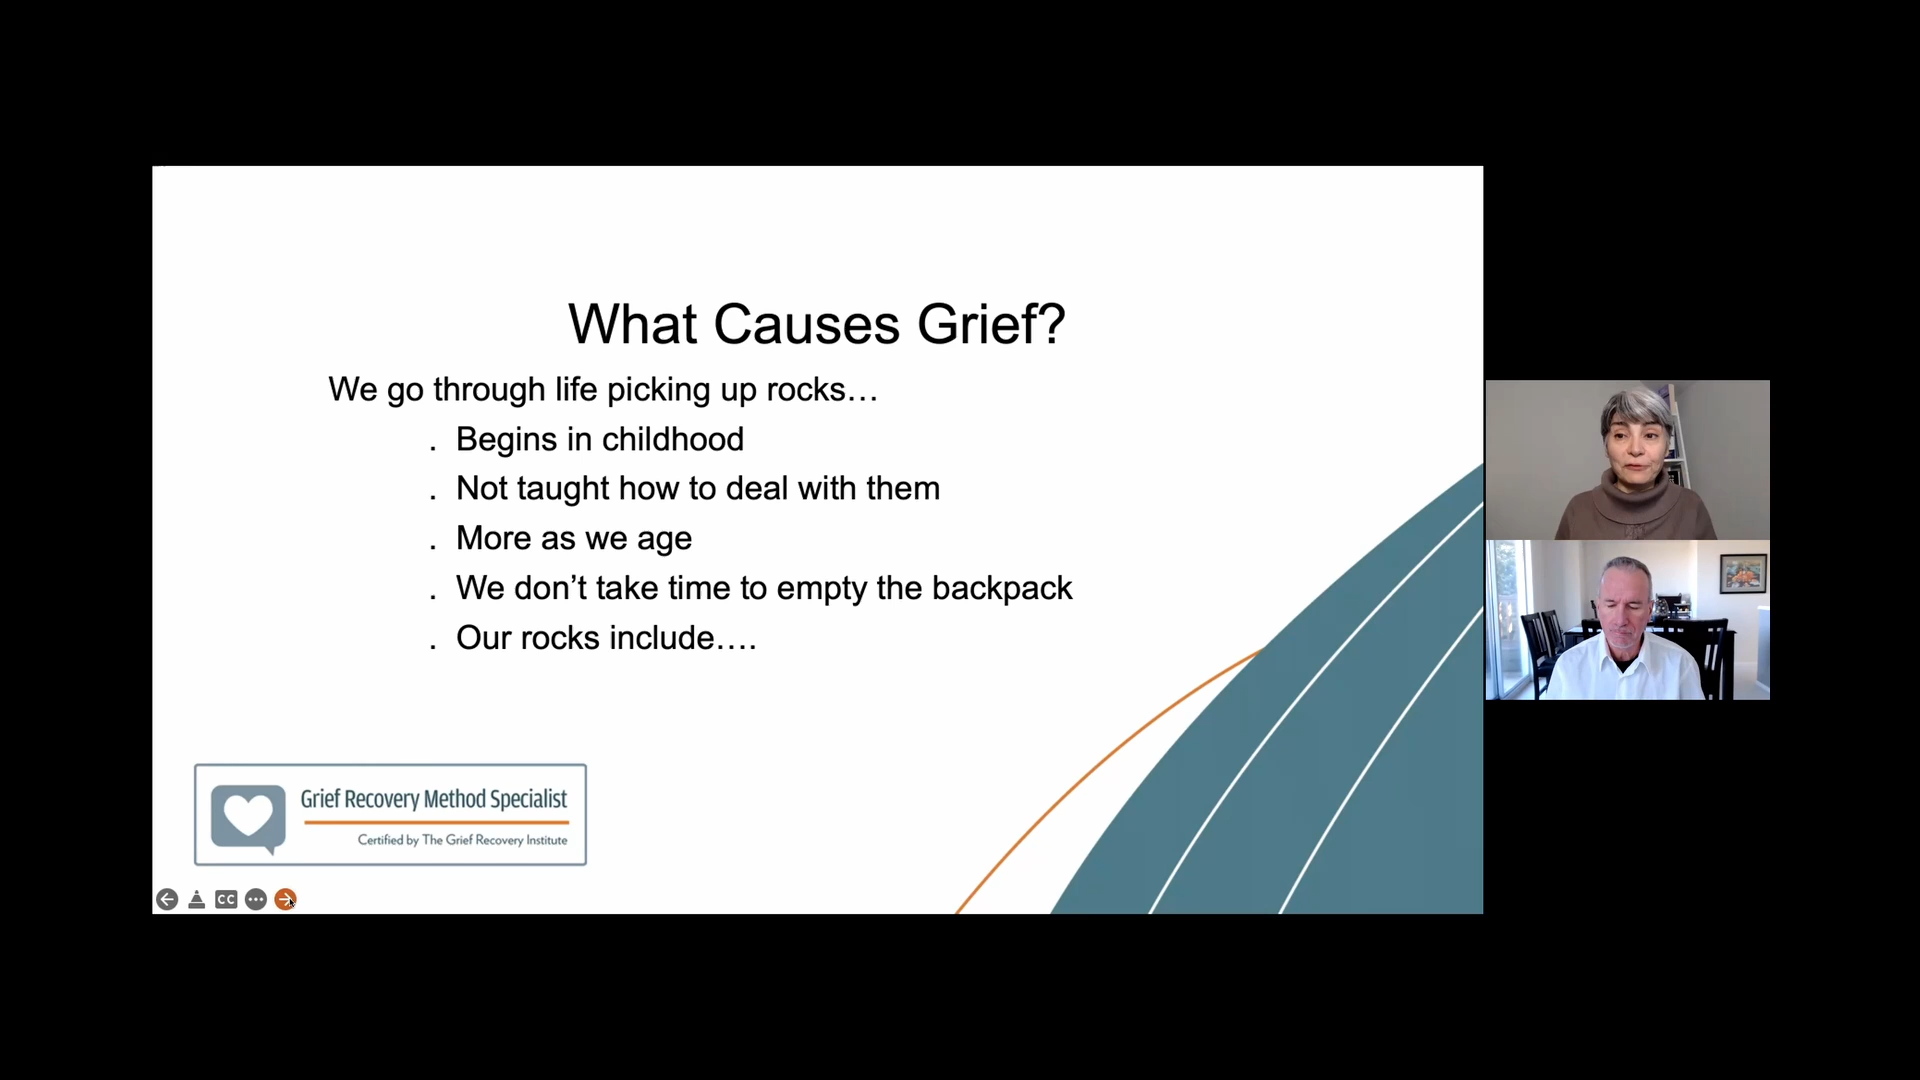 What Causes Grief?
We go through life picking up rocks…
. Begins in childhood
. Not taught how to deal with them
. More as we age
. We don’t take time to empty the backpack
. Our rocks include….
Grief Recovery Method Specialist
Certified by The Grief Recovery Institute
CC